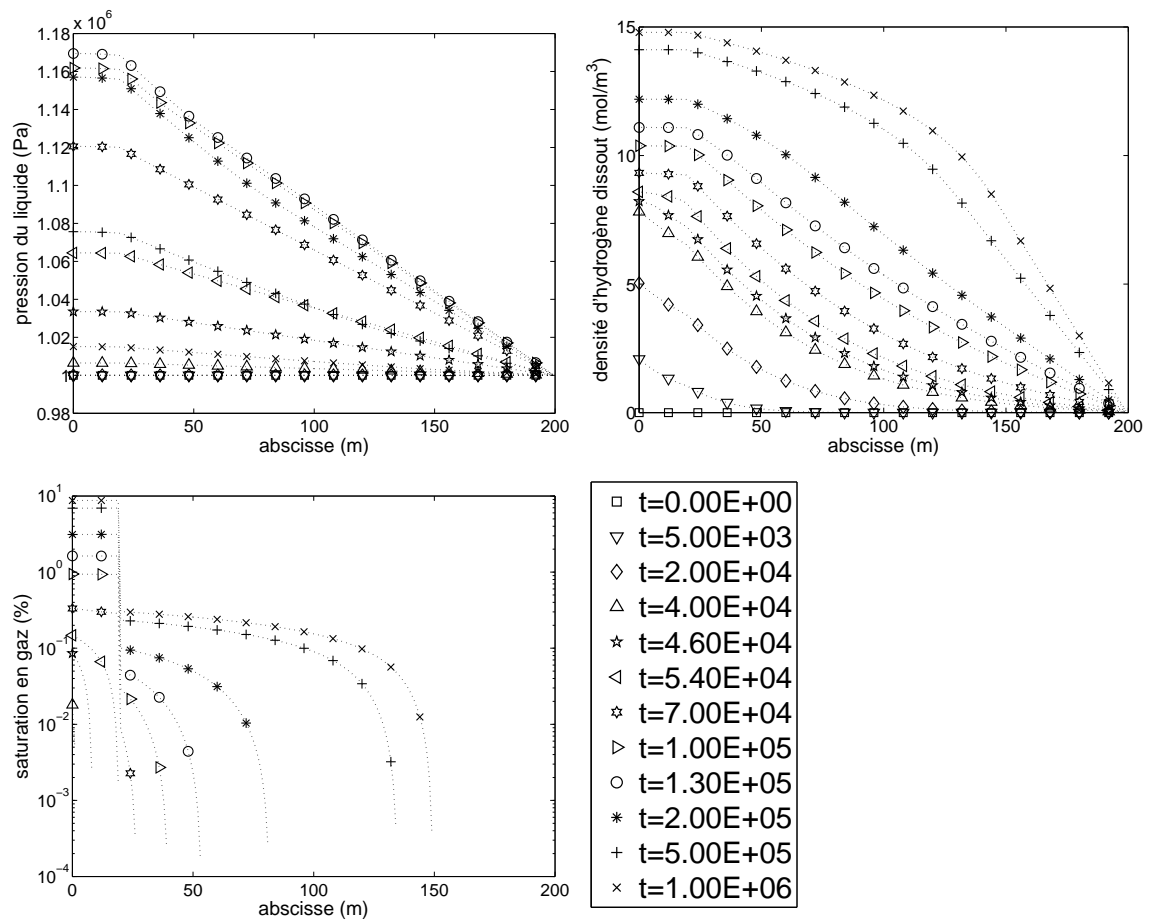 x 10^6
1.18
1.16
1.14
1.12
1.1
1.08
1.06
1.04
1.02
1
0.98
0 50 100 150 200
abscisse (m)
pression du liquide (Pa)
15
10
5
0
0 50 100 150 200
abscisse (m)
densité d'hydrogène dissout (mol/m^3)
10^1
10^0
10^−1
10^−2
10^−3
10^−4
0 50 100 150 200
abscisse (m)
saturation en gaz (%)
t=0.00E+00
t=5.00E+03
t=2.00E+04
t=4.00E+04
t=4.60E+04
t=5.40E+04
t=7.00E+04
t=1.00E+05
t=1.30E+05
t=2.00E+05
t=5.00E+05
t=1.00E+06